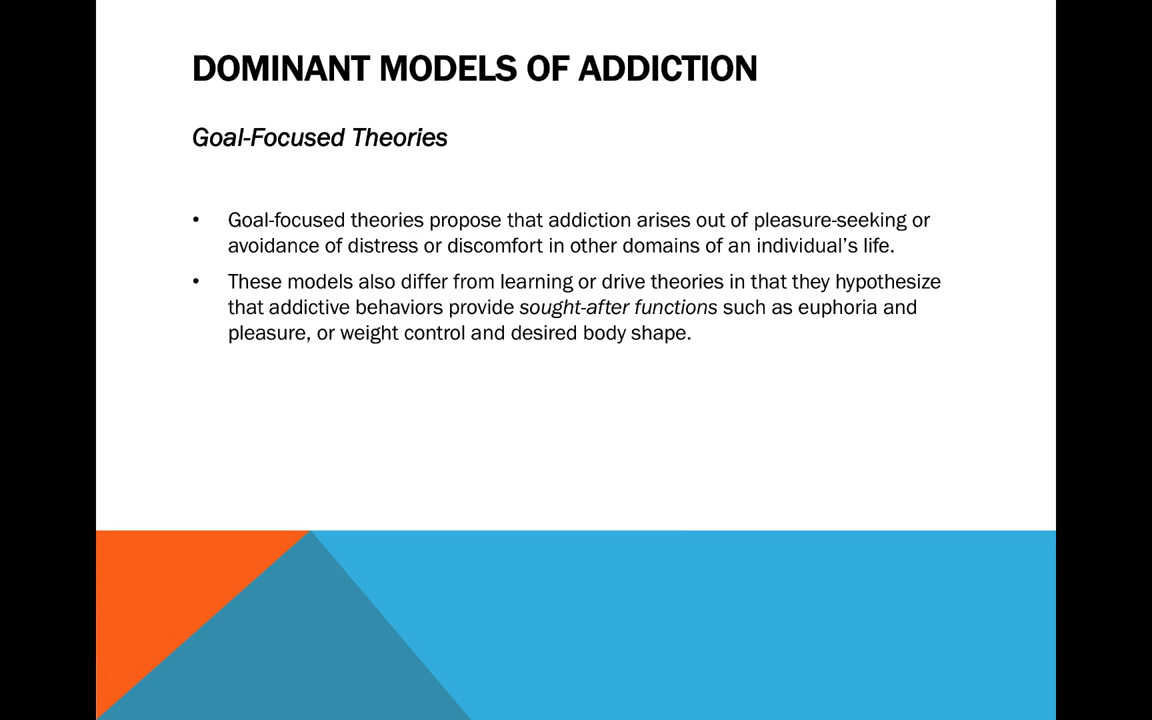 DOMINANT MODELS OF ADDICTION
Goal-Focused Theories
• Goal-focused theories propose that addiction arises out of pleasure-seeking or
avoidance of distress or discomfort in other domains of an individual’s life.
• These models also differ from learning or drive theories in that they hypothesize
that addictive behaviors provide sought-after functions such as euphoria and
pleasure, or weight control and desired body shape.